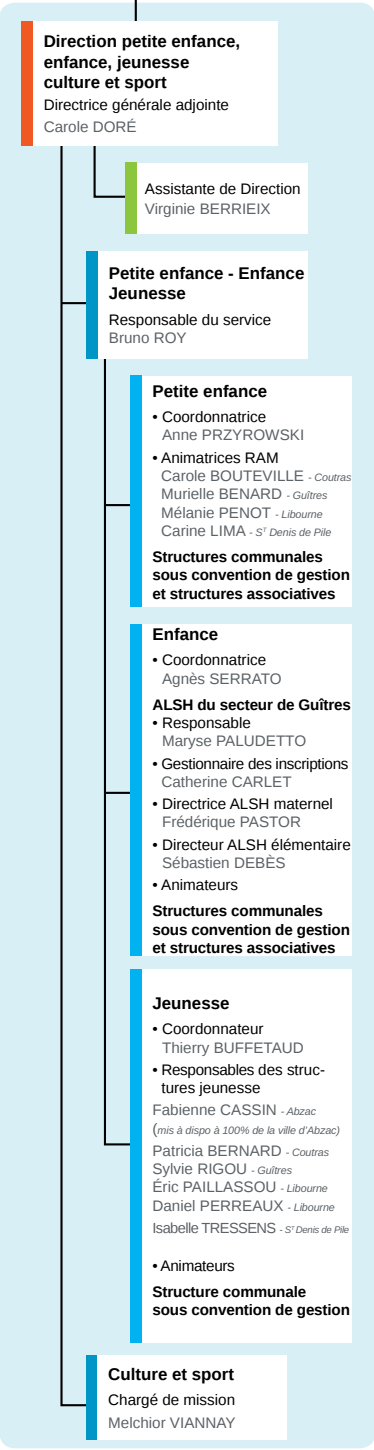 Direction petite enfance,
enfance, jeunesse
culture et sport
Directrice générale adjointe
Carole DORÉ
Assistante de Direction
Virginie BERRIEIX
Petite enfance - Enfance
Jeunesse
Responsable du service
Bruno ROY
Petite enfance
• Coordonnatrice
Anne PRZYROWSKI
• Animatrices RAM
Carole BOUTEVILLE - Coutras
Murielle BENARD - Guîtres
Mélanie PENOT - Libourne
Carine LIMA - Sᵀ Denis de Pile
Structures communales
sous convention de gestion
et structures associatives
Enfance
• Coordonnatrice
Agnès SERRATO
ALSH du secteur de Guîtres
• Responsable
Maryse PALUDETTO
• Gestionnaire des inscriptions
Catherine CARLET
• Directrice ALSH maternel
Frédérique PASTOR
• Directeur ALSH élémentaire
Sébastien DEBÈS
• Animateurs
Structures communales
sous convention de gestion
et structures associatives
Jeunesse
• Coordonnateur
Thierry BUFFETAUD
• Responsables des struc-
tures jeunesse
Fabienne CASSIN - Abzac
(mis à dispo à 100% de la ville d'Abzac)
Patricia BERNARD - Coutras
Sylvie RIGOU - Guîtres
Éric PAILLASSOU - Libourne
Daniel PERREAUX - Libourne
Isabelle TRESSENS - Sᵀ Denis de Pile
• Animateurs
Structure communale
sous convention de gestion
Culture et sport
Chargé de mission
Melchior VIANNAY